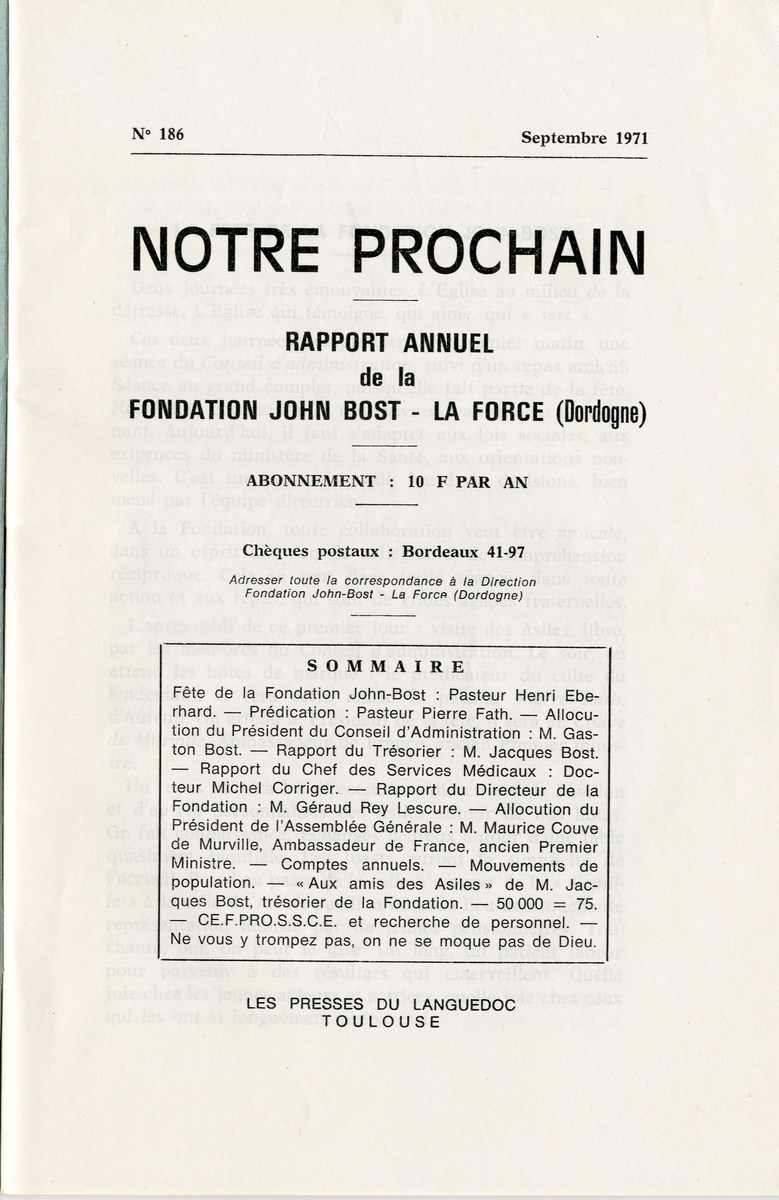 N° 186
Septembre 1971
NOTRE PROCHAIN
RAPPORT ANNUEL
de la
FONDATION JOHN BOST - LA FORCE (Dordogne)
ABONNEMENT : 10 F PAR AN
Chèques postaux : Bordeaux 41-97
Adresser toute la correspondance à la Direction
Fondation John-Bost - La Force (Dordogne)
SOMMAIRE
Fête de la Fondation John-Bost : Pasteur Henri Ebe-
rhard. — Prédication : Pasteur Pierre Fath. — Allocu-
tion du Président du Conseil d'Administration : M. Gas-
ton Bost. — Rapport du Trésorier : M. Jacques Bost.
— Rapport du Chef des Services Médicaux : Doc-
teur Michel Corriger. — Rapport du Directeur de la
Fondation : M. Géraud Rey Lescure. — Allocution du
Président de l'Assemblée Générale : M. Maurice Couve
de Murville, Ambassadeur de France, ancien Premier
Ministre. — Comptes annuels. — Mouvements de
population. — « Aux amis des Asiles » de M. Jac-
ques Bost, trésorier de la Fondation. — 50 000 = 75.
— CE.F.PRO.S.S.C.E. et recherche de personnel. —
Ne vous y trompez pas, on ne se moque pas de Dieu.
LES PRESSES DU LANGUEDOC
TOULOUSE